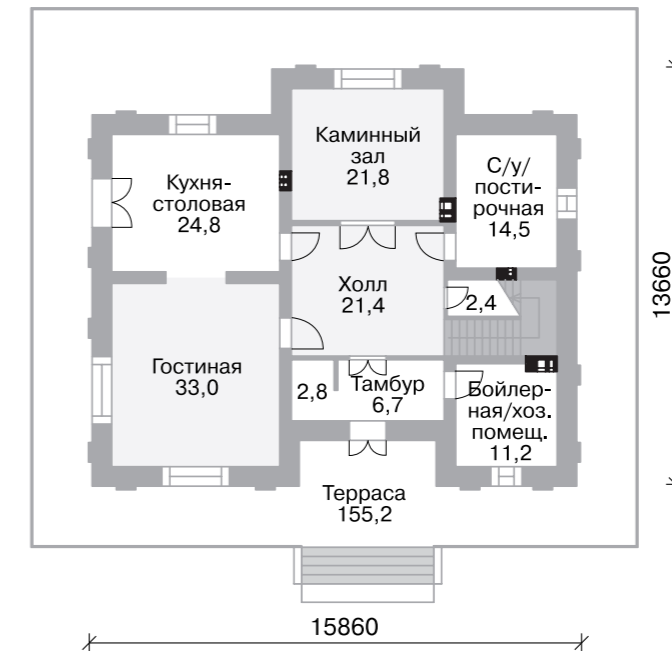 Каминный
зал
21,8
Кухня-
столовая
24,8
С/у/
пости-
рочная
14,5
Холл
21,4
2,4
13660
Гостиная
33,0
2,8
Тамбур
6,7
Бойлер-
ная/хоз.
помещ.
11,2
Терраса
155,2
15860